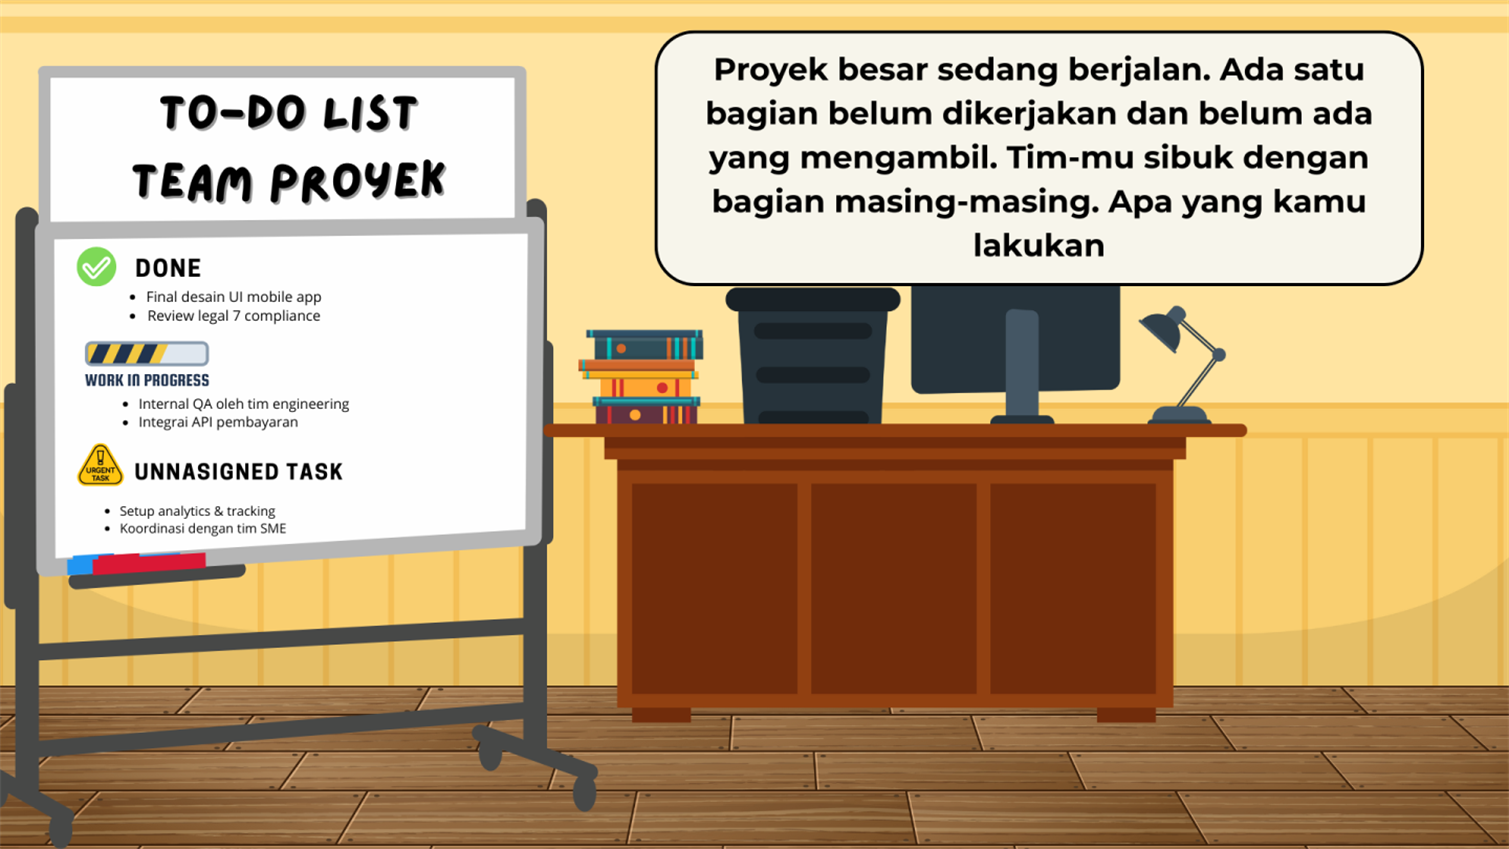 TO-DO LIST
TEAM PROYEK
DONE
• Final desain UI mobile app
• Review legal 7 compliance
WORK IN PROGRESS
• Internal QA oleh tim engineering
• Integrai API pembayaran
URGENT
TASK
UNNASIGNED TASK
• Setup analytics & tracking
• Koordinasi dengan tim SME
Proyek besar sedang berjalan. Ada satu
bagian belum dikerjakan dan belum ada
yang mengambil. Tim-mu sibuk dengan
bagian masing-masing. Apa yang kamu
lakukan